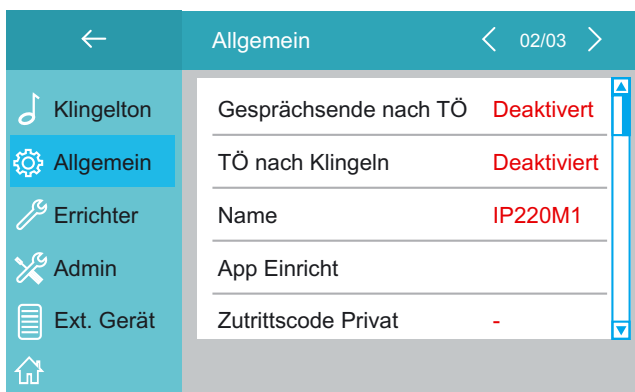 Allgemein 02/03
Klingelton
Allgemein
Errichter
Admin
Ext. Gerät
Gesprächsende nach TÖ Deaktivert
TÖ nach Klingeln Deaktiviert
Name IP220M1
App Einricht
Zutrittscode Privat -